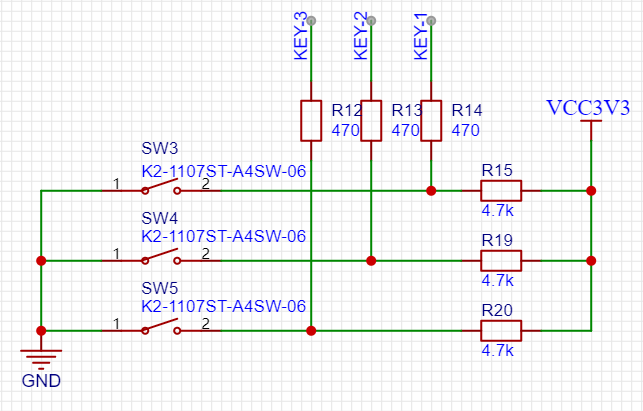 KEY-3
KEY-2
KEY-1
R12
470
R13
470
R14
470
VCC3V3
SW3
K2-1107ST-A4SW-06
1
2
R15
4.7k
SW4
K2-1107ST-A4SW-06
1
2
R19
4.7k
SW5
K2-1107ST-A4SW-06
1
2
R20
4.7k
GND